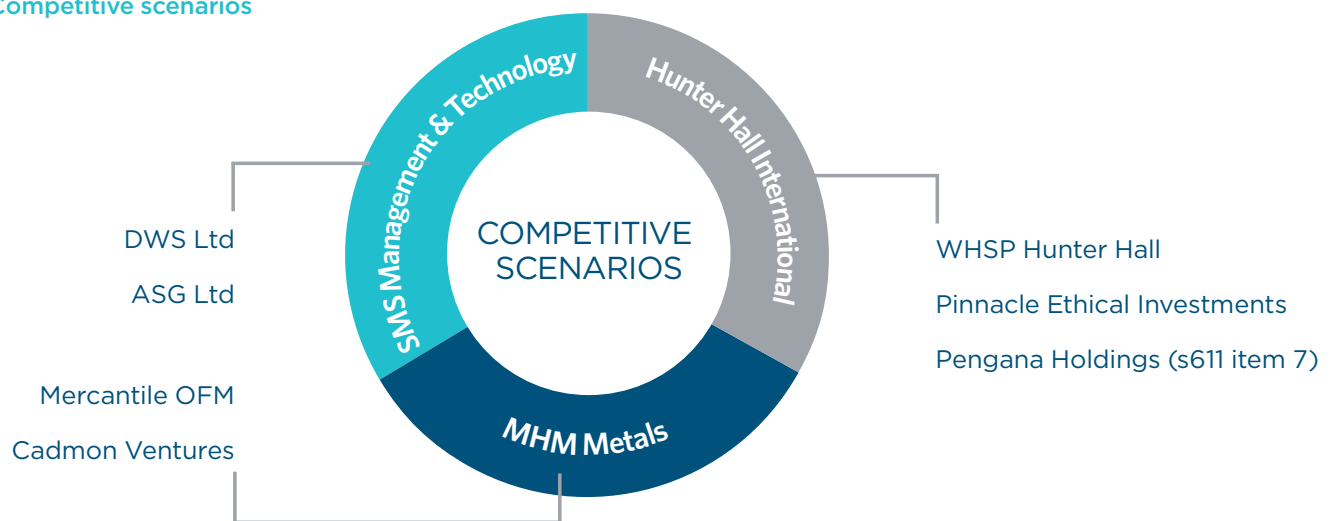 Competitive scenarios
SMS Management & Technology
Hunter Hall International
MHM Metals
COMPETITIVE
SCENARIOS
DWS Ltd
ASG Ltd
Mercantile OFM
Cadmon Ventures
WHSP Hunter Hall
Pinnacle Ethical Investments
Pengana Holdings (s611 item 7)